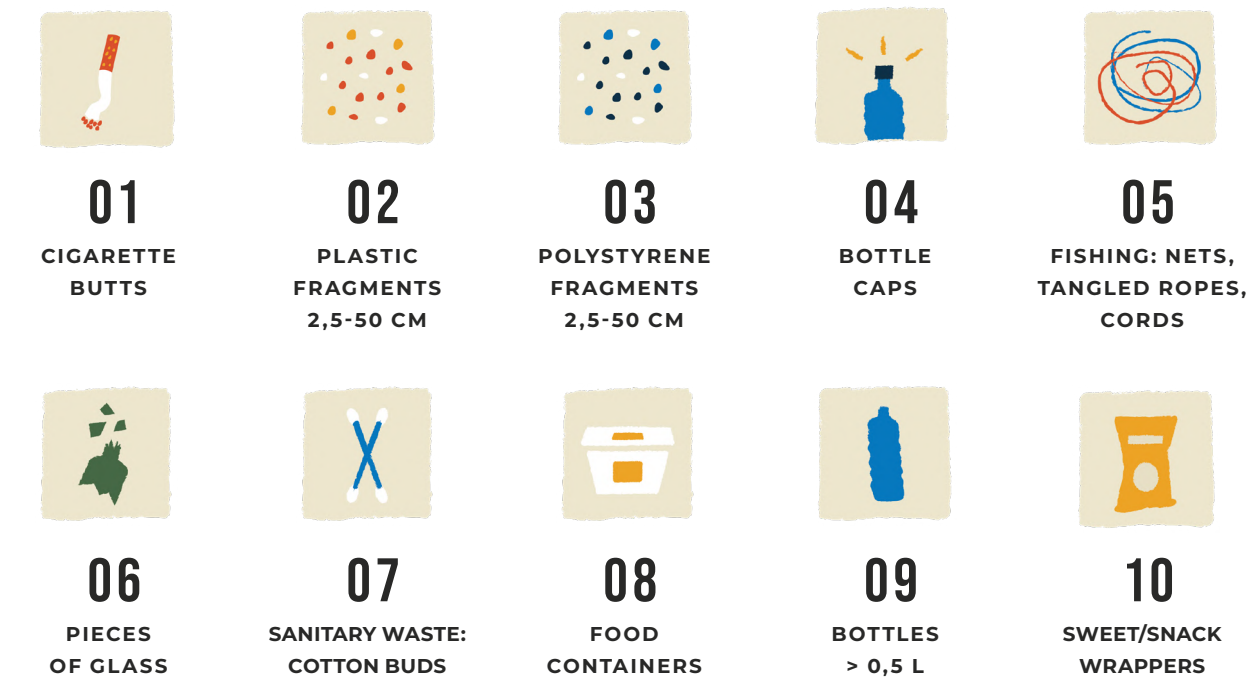 01
CIGARETTE
BUTTS
02
PLASTIC
FRAGMENTS
2,5-50 CM
03
POLYSTYRENE
FRAGMENTS
2,5-50 CM
04
BOTTLE
CAPS
05
FISHING: NETS,
TANGLED ROPES,
CORDS
06
PIECES
OF GLASS
07
SANITARY WASTE:
COTTON BUDS
08
FOOD
CONTAINERS
09
BOTTLES
> 0,5 L
10
SWEET/SNACK
WRAPPERS